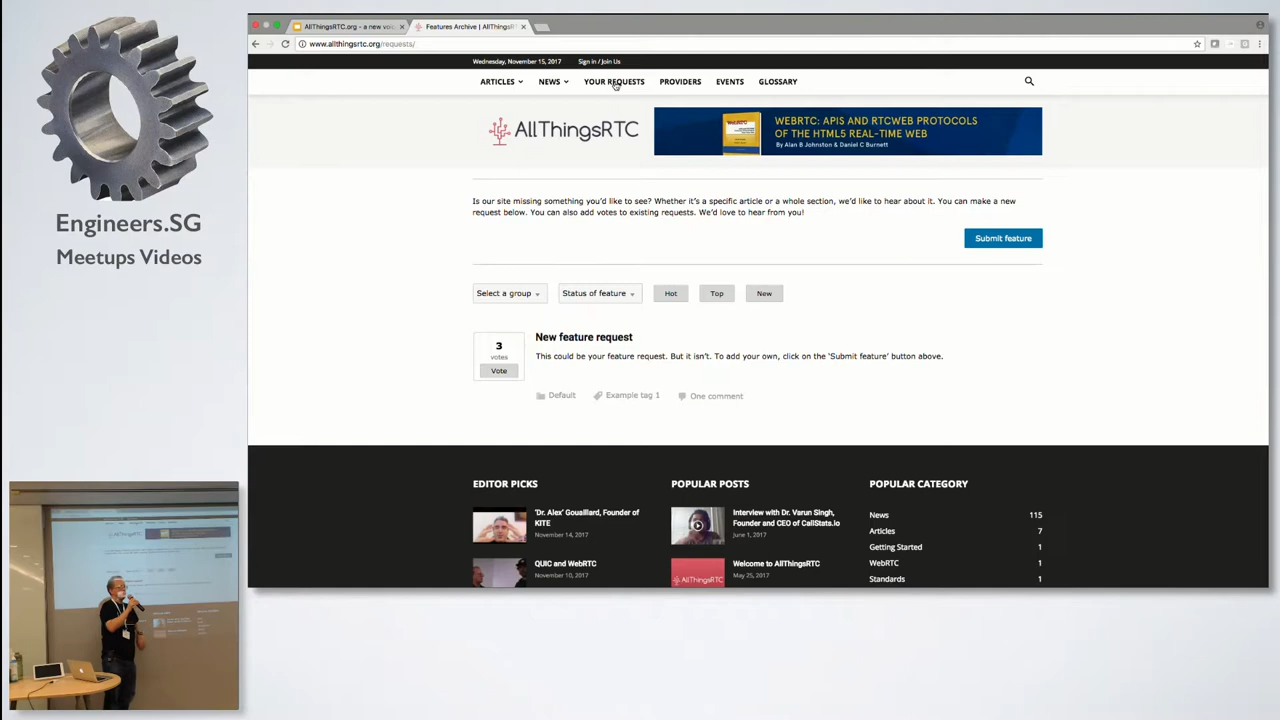 AllThingsRTC.org - a new voic
Features Archive | AllThingsRT
www.allthingsrtc.org/requests/
Wednesday, November 15, 2017
Sign in / Join Us
ARTICLES
NEWS
YOUR REQUESTS
PROVIDERS
EVENTS
GLOSSARY
AllThingsRTC
WEBRTC: APIS AND RTCWEB PROTOCOLS
OF THE HTML5 REAL-TIME WEB
By Alan B Johnston & Daniel C Burnett
Engineers.SG
Meetups Videos
Is our site missing something you'd like to see? Whether it's a specific article or a whole section, we'd like to hear about it. You can make a new
request below. You can also add votes to existing requests. We'd love to hear from you!
Submit feature
Select a group
Status of feature
Hot
Top
New
3
votes
Vote
New feature request
This could be your feature request. But it isn't. To add your own, click on the 'Submit feature' button above.
Default
Example tag 1
One comment
EDITOR PICKS
'Dr. Alex' Gouaillard, Founder of
KITE
November 14, 2017
QUIC and WebRTC
November 10, 2017
POPULAR POSTS
Interview with Dr. Varun Singh,
Founder and CEO of CallStats.io
June 1, 2017
AllThingsRTC
Welcome to AllThingsRTC
May 25, 2017
POPULAR CATEGORY
News 115
Articles 7
Getting Started 1
WebRTC 1
Standards 1